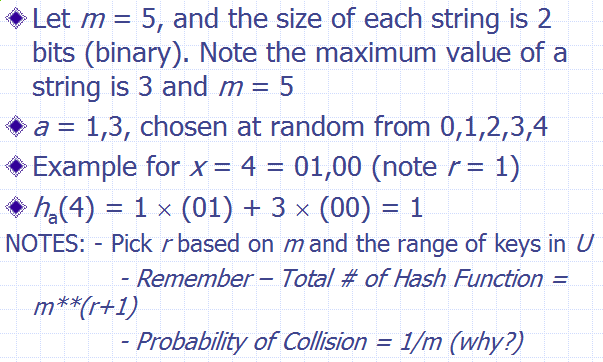 Let m = 5, and the size of each string is 2
bits (binary). Note the maximum value of a
string is 3 and m = 5
a = 1,3, chosen at random from 0,1,2,3,4
Example for x = 4 = 01,00 (note r = 1)
ha(4) = 1 × (01) + 3 × (00) = 1
NOTES: - Pick r based on m and the range of keys in U
- Remember – Total # of Hash Function =
m**(r+1)
- Probability of Collision = 1/m (why?)